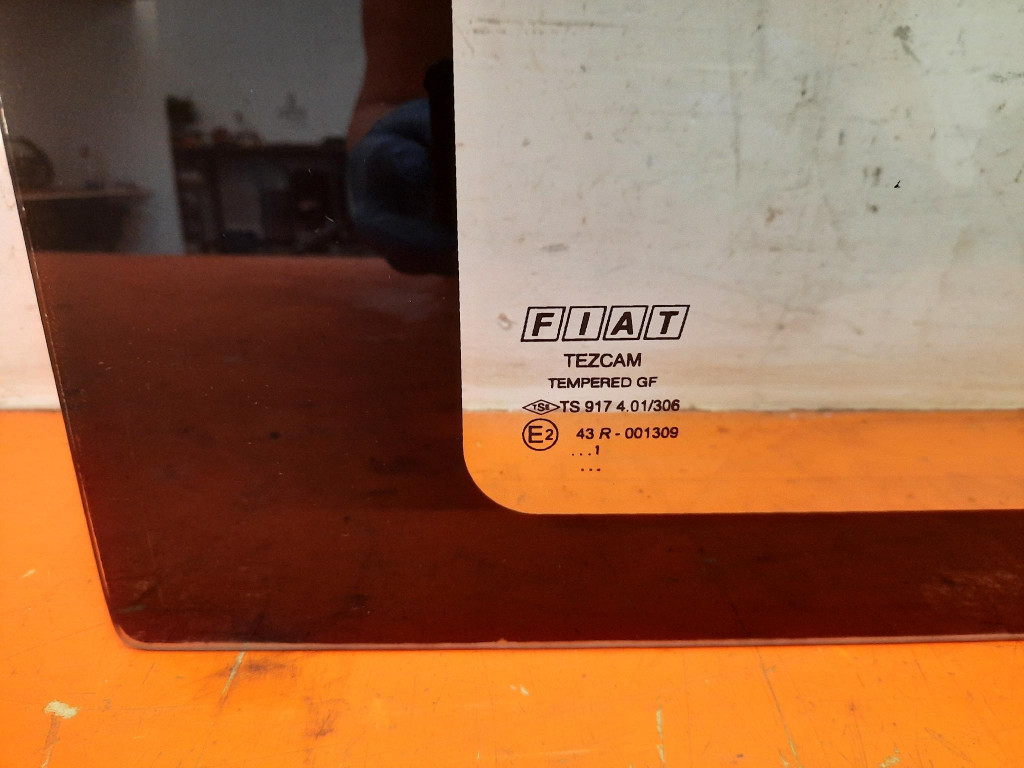 FIAT
TEZCAM
TEMPERED GF
TSE TS 917 4.01/306
E2 43 R - 001309
...1
...